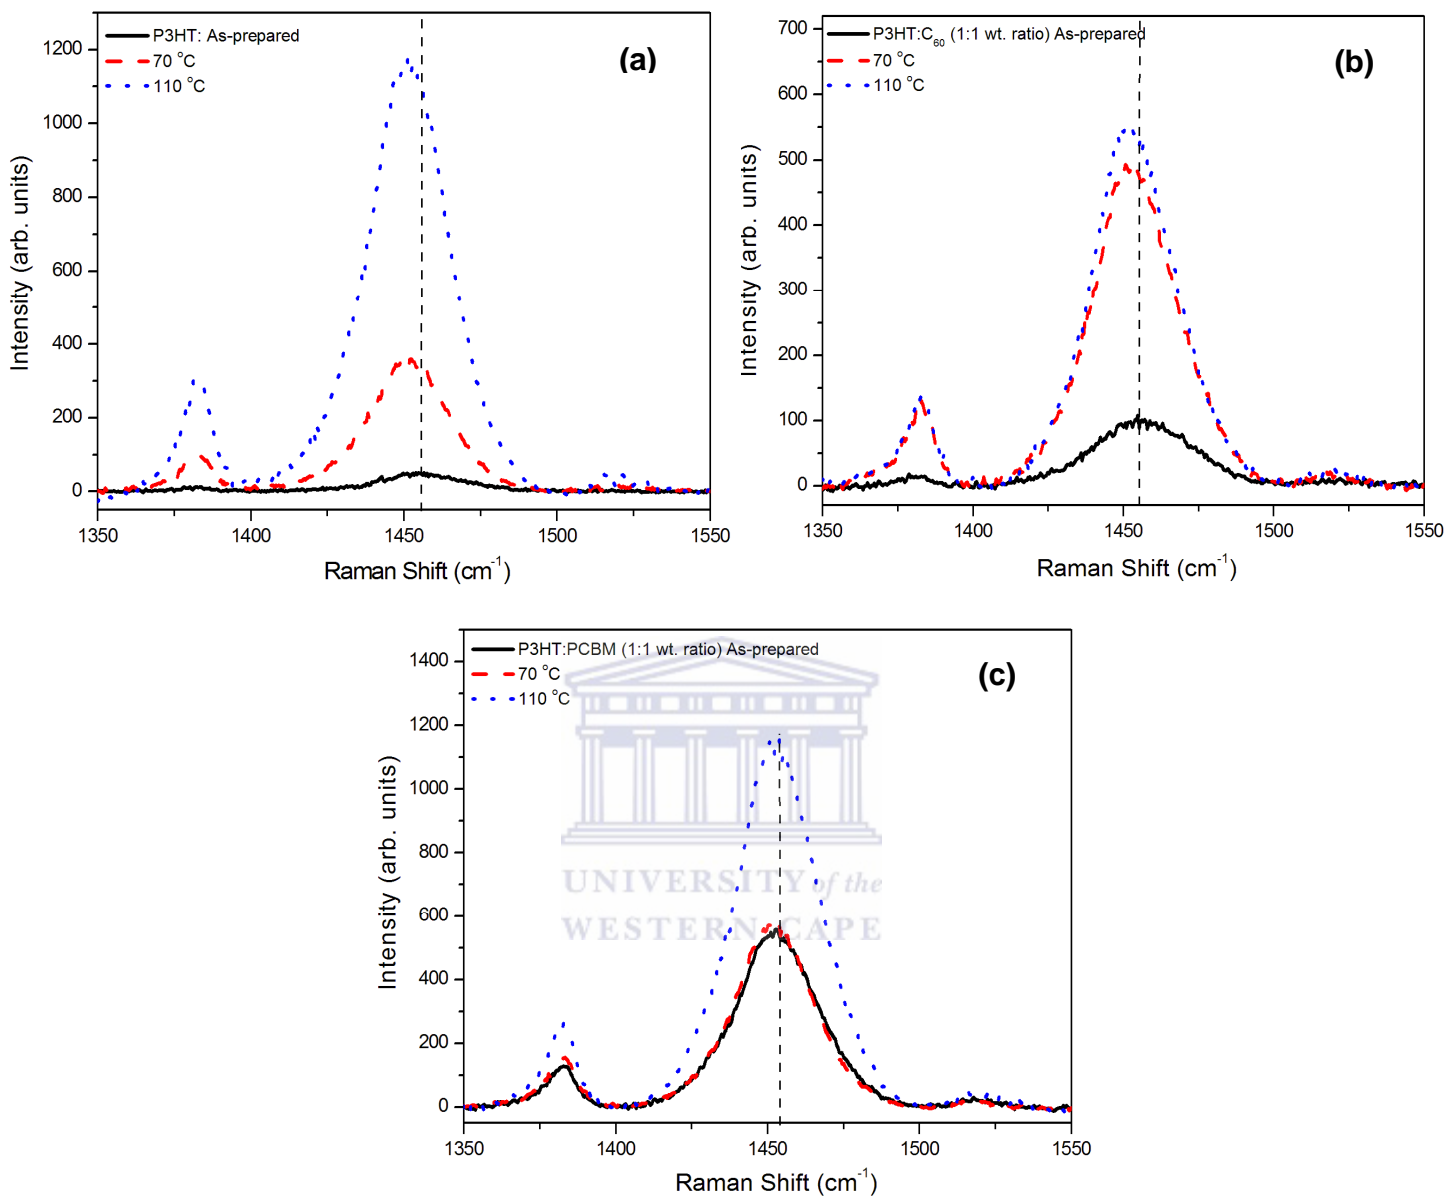 P3HT: As-prepared
70 °C
110 °C
(a)
1200
1000
800
600
400
200
0
Intensity (arb. units)
1350 1400 1450 1500 1550
Raman Shift (cm⁻¹)
P3HT:C₆₀ (1:1 wt. ratio) As-prepared
70 °C
110 °C
(b)
700
600
500
400
300
200
100
0
Intensity (arb. units)
1350 1400 1450 1500 1550
Raman Shift (cm⁻¹)
P3HT:PCBM (1:1 wt. ratio) As-prepared
70 °C
110 °C
(c)
1400
1200
1000
800
600
400
200
0
Intensity (arb. units)
1350 1400 1450 1500 1550
Raman Shift (cm⁻¹)
UNIVERSITY of the
WESTERN CAPE